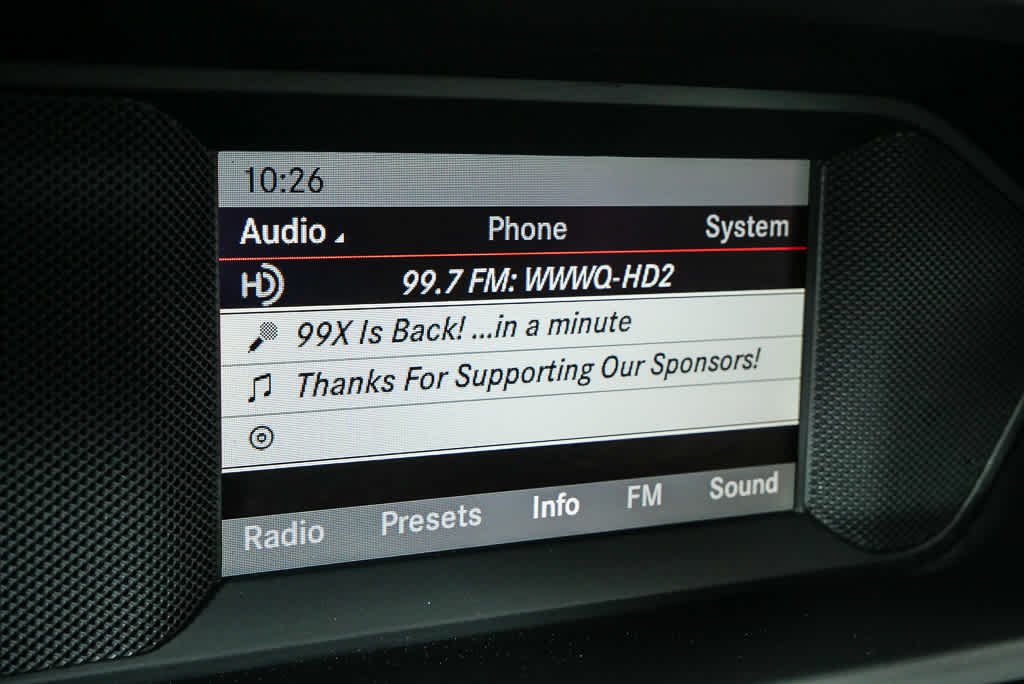 10:26
Audio Phone System
HD 99.7 FM: WWWQ-HD2
99X Is Back! ...in a minute
Thanks For Supporting Our Sponsors!
Radio Presets Info FM Sound